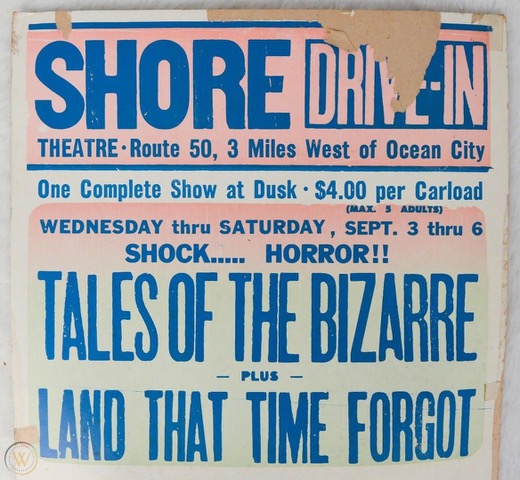 SHORE DRIVE-IN
THEATRE · Route 50, 3 Miles West of Ocean City
One Complete Show at Dusk · $4.00 per Carload
(MAX. 5 ADULTS)
WEDNESDAY thru SATURDAY, SEPT. 3 thru 6
SHOCK..... HORROR!!
TALES OF THE BIZARRE
— PLUS —
LAND THAT TIME FORGOT
W